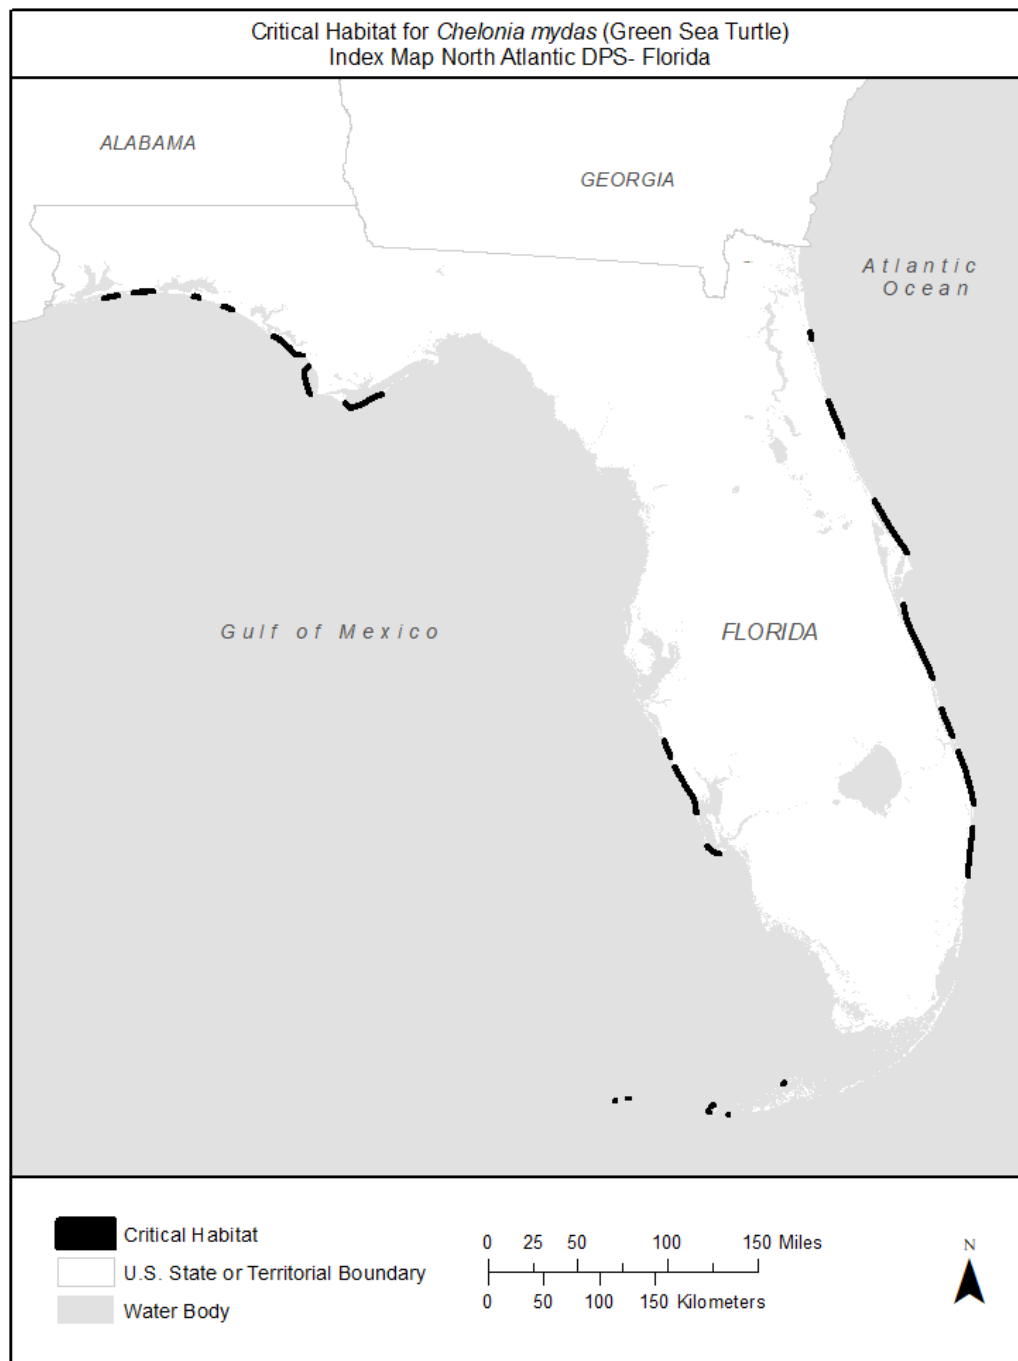 Critical Habitat for Chelonia mydas (Green Sea Turtle)
Index Map North Atlantic DPS- Florida
ALABAMA
GEORGIA
Atlantic
Ocean
Gulf of Mexico
FLORIDA
Critical Habitat
U.S. State or Territorial Boundary
Water Body
0 25 50 100 150 Miles
0 50 100 150 Kilometers
N